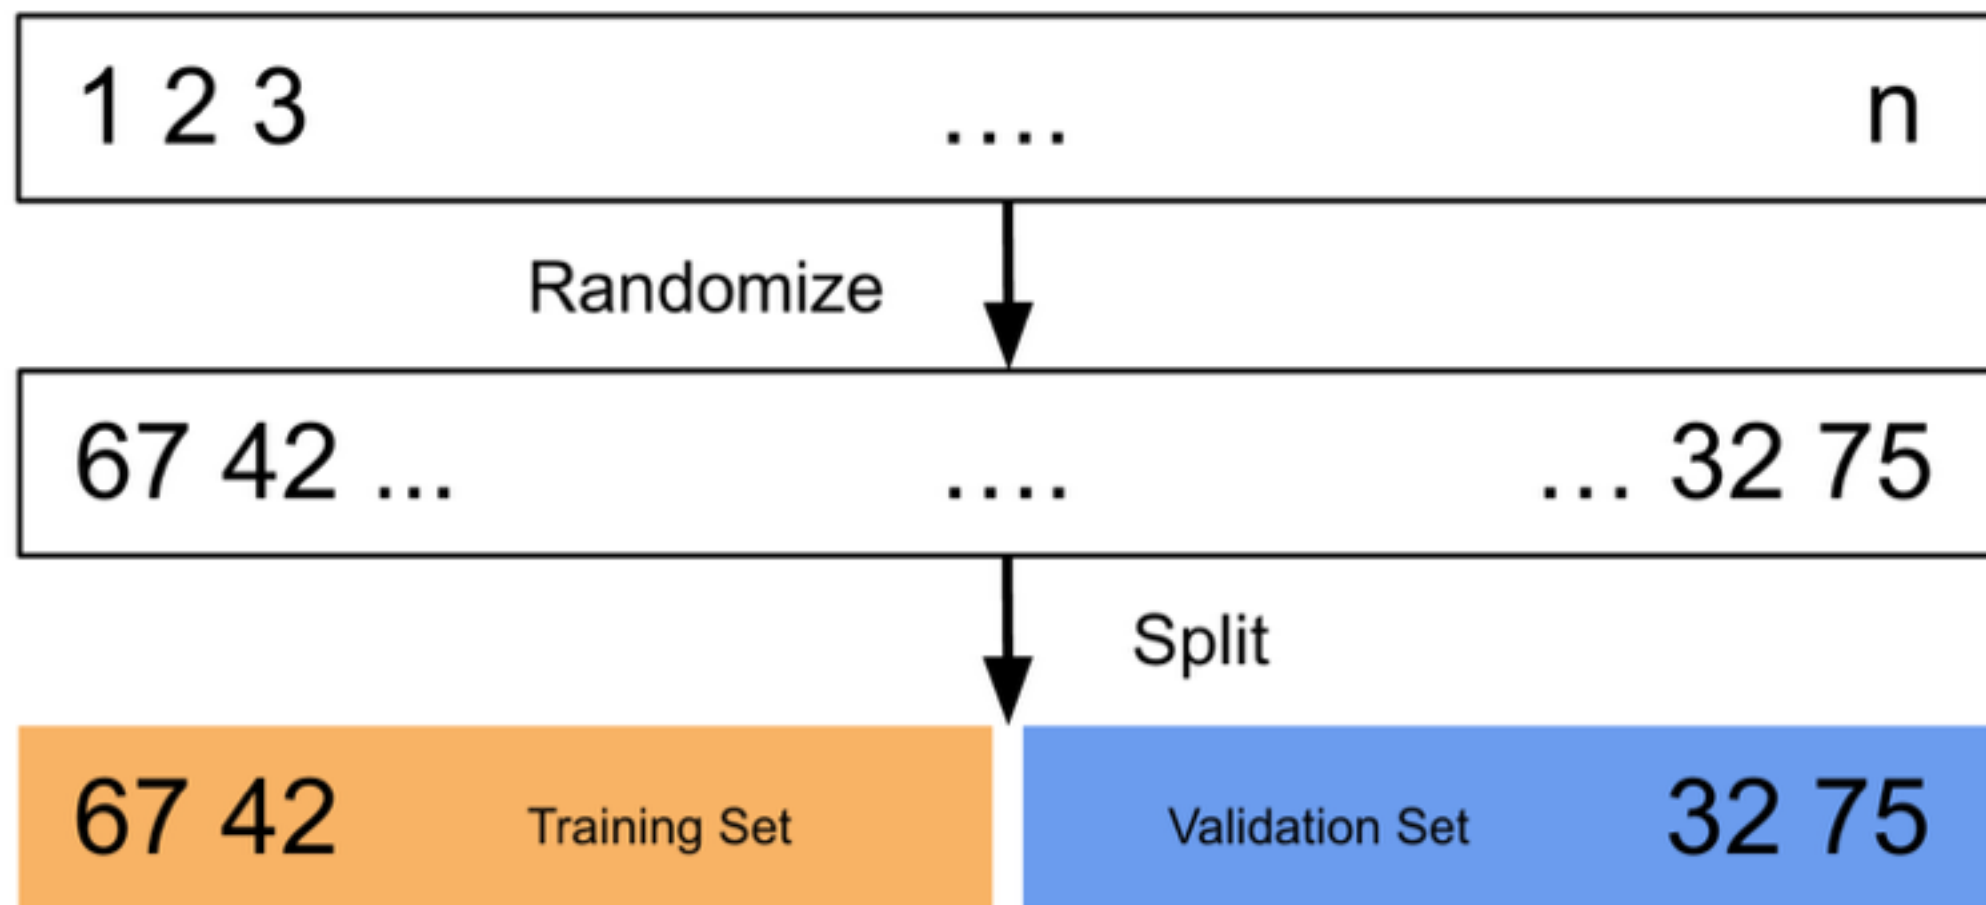 1 2 3 .... n
Randomize
67 42 ... .... ... 32 75
Split
67 42 Training Set Validation Set 32 75